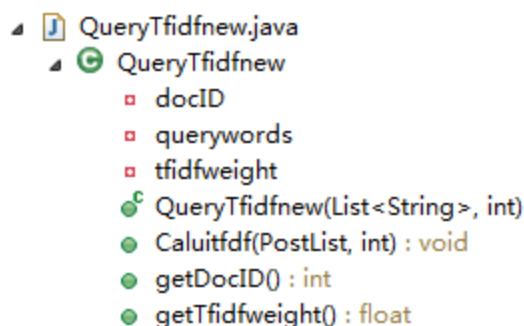 QueryTfidfnew.java
QueryTfidfnew
docID
querywords
tfidfweight
QueryTfidfnew(List<String>, int)
Caluitfdf(PostList, int) : void
getDocID() : int
getTfidfweight() : float